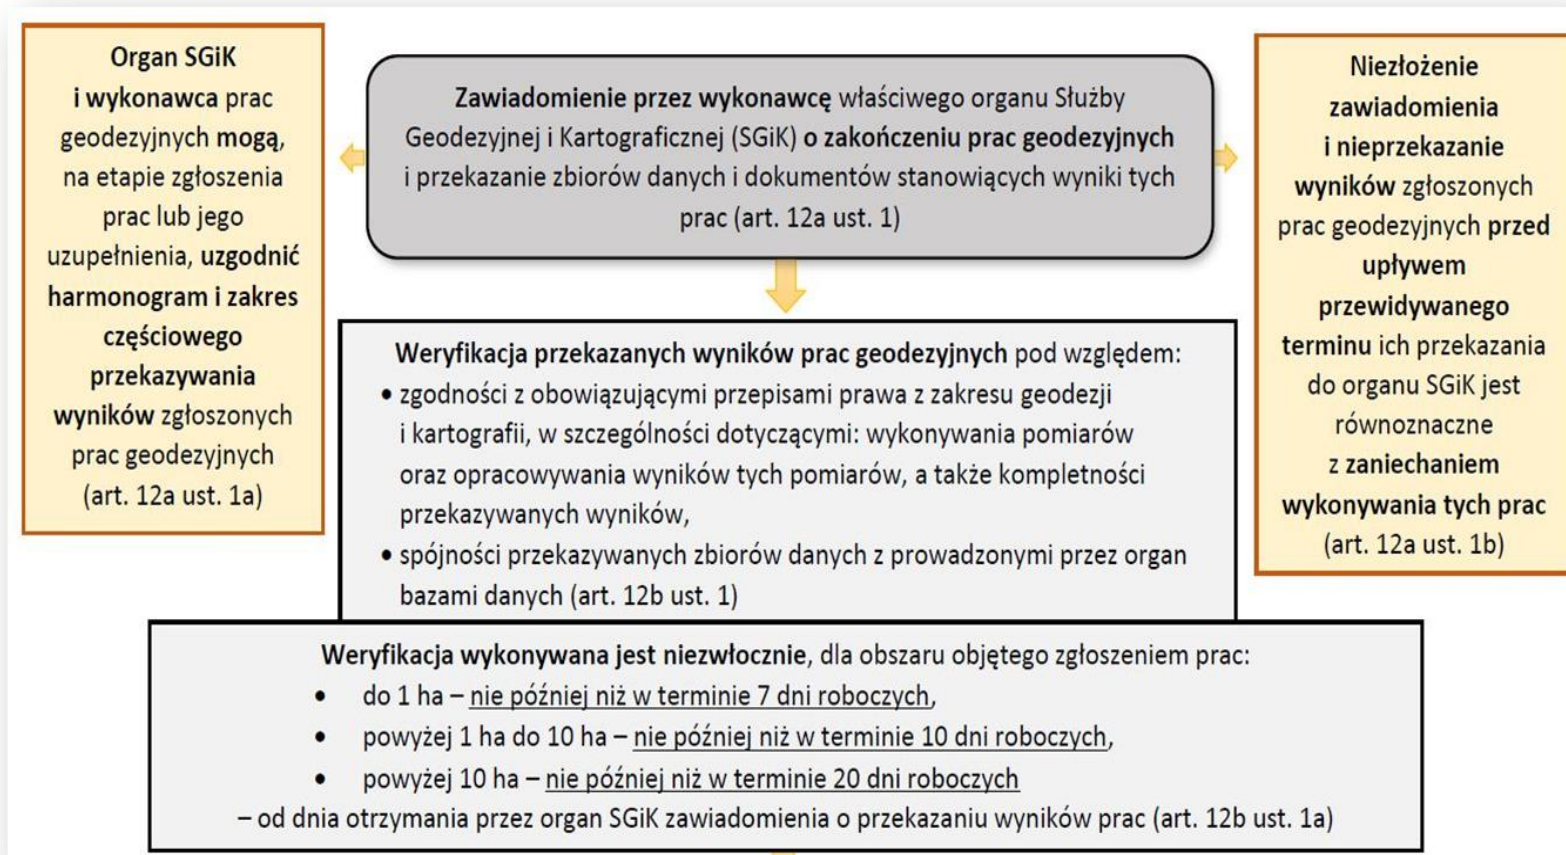 Organ SGiK
i wykonawca prac
geodezyjnych mogą,
na etapie zgłoszenia
prac lub jego
uzupełnienia, uzgodnić
harmonogram i zakres
częściowego
przekazywania
wyników zgłoszonych
prac geodezyjnych
(art. 12a ust. 1a)
Zawiadomienie przez wykonawcę właściwego organu Służby
Geodezyjnej i Kartograficznej (SGiK) o zakończeniu prac geodezyjnych
i przekazanie zbiorów danych i dokumentów stanowiących wyniki tych
prac (art. 12a ust. 1)
Niezłożenie
zawiadomienia
i nieprzekazanie
wyników zgłoszonych
prac geodezyjnych przed
upływem
przewidywanego
terminu ich przekazania
do organu SGiK jest
równoznaczne
z zaniechaniem
wykonywania tych prac
(art. 12a ust. 1b)
Weryfikacja przekazanych wyników prac geodezyjnych pod względem:
• zgodności z obowiązującymi przepisami prawa z zakresu geodezji
i kartografii, w szczególności dotyczącymi: wykonywania pomiarów
oraz opracowywania wyników tych pomiarów, a także kompletności
przekazywanych wyników,
• spójności przekazywanych zbiorów danych z prowadzonymi przez organ
bazami danych (art. 12b ust. 1)
Weryfikacja wykonywana jest niezwłocznie, dla obszaru objętego zgłoszeniem prac:
• do 1 ha – nie później niż w terminie 7 dni roboczych,
• powyżej 1 ha do 10 ha – nie później niż w terminie 10 dni roboczych,
• powyżej 10 ha – nie później niż w terminie 20 dni roboczych
– od dnia otrzymania przez organ SGiK zawiadomienia o przekazaniu wyników prac (art. 12b ust. 1a)